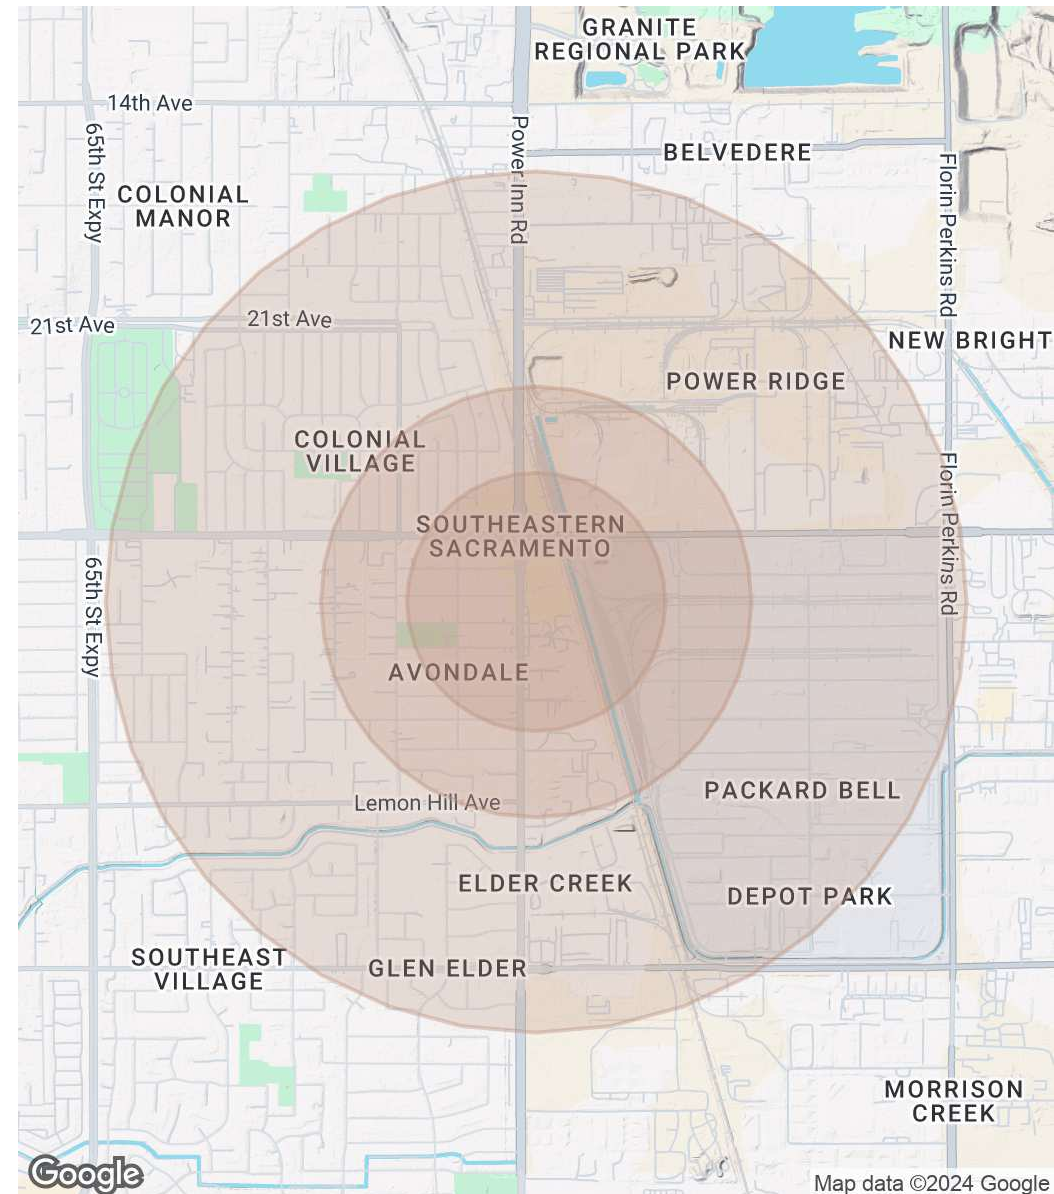 GRANITE
REGIONAL PARK
14th Ave
65th St Expy
Power Inn Rd
BELVEDERE
Florin Perkins Rd
COLONIAL
MANOR
21st Ave
21st Ave
NEW BRIGHT
POWER RIDGE
COLONIAL
VILLAGE
Florin Perkins Rd
SOUTHEASTERN
SACRAMENTO
65th St Expy
AVONDALE
PACKARD BELL
Lemon Hill Ave
ELDER CREEK
DEPOT PARK
SOUTHEAST
VILLAGE
GLEN ELDER
MORRISON
CREEK
Google
Map data ©2024 Google